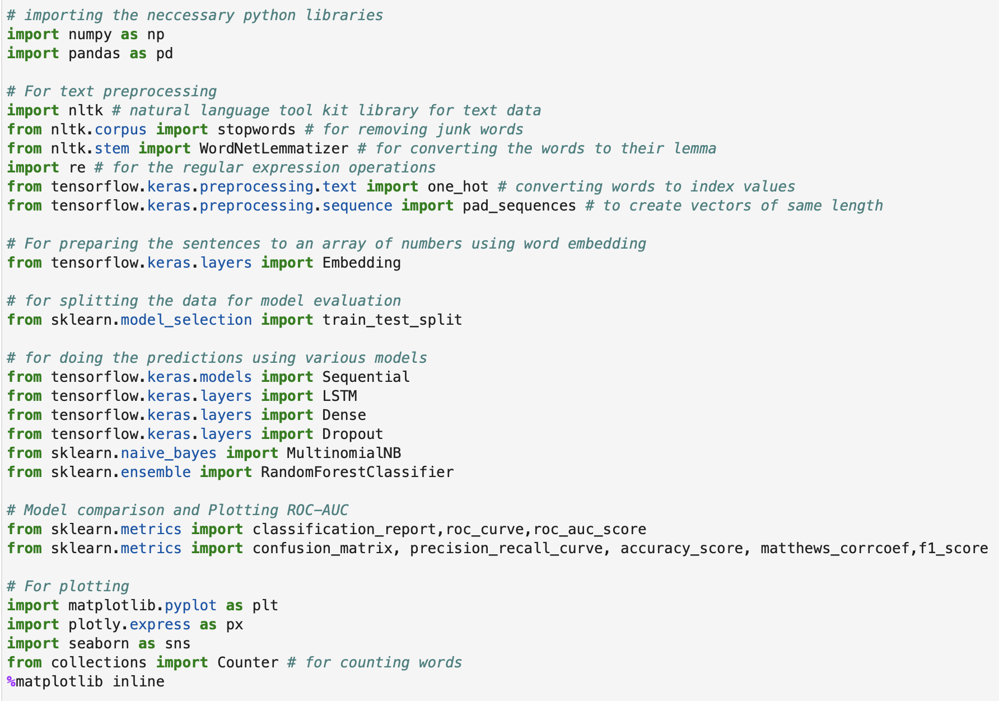 # importing the neccessary python libraries
import numpy as np
import pandas as pd
# For text preprocessing
import nltk # natural language tool kit library for text data
from nltk.corpus import stopwords # for removing junk words
from nltk.stem import WordNetLemmatizer # for converting the words to their lemma
import re # for the regular expression operations
from tensorflow.keras.preprocessing.text import one_hot # converting words to index values
from tensorflow.keras.preprocessing.sequence import pad_sequences # to create vectors of same length
# For preparing the sentences to an array of numbers using word embedding
from tensorflow.keras.layers import Embedding
# for splitting the data for model evaluation
from sklearn.model_selection import train_test_split
# for doing the predictions using various models
from tensorflow.keras.models import Sequential
from tensorflow.keras.layers import LSTM
from tensorflow.keras.layers import Dense
from tensorflow.keras.layers import Dropout
from sklearn.naive_bayes import MultinomialNB
from sklearn.ensemble import RandomForestClassifier
# Model comparison and Plotting ROC-AUC
from sklearn.metrics import classification_report,roc_curve,roc_auc_score
from sklearn.metrics import confusion_matrix, precision_recall_curve, accuracy_score, matthews_corrcoef,f1_score
# For plotting
import matplotlib.pyplot as plt
import plotly.express as px
import seaborn as sns
from collections import Counter # for counting words
%matplotlib inline